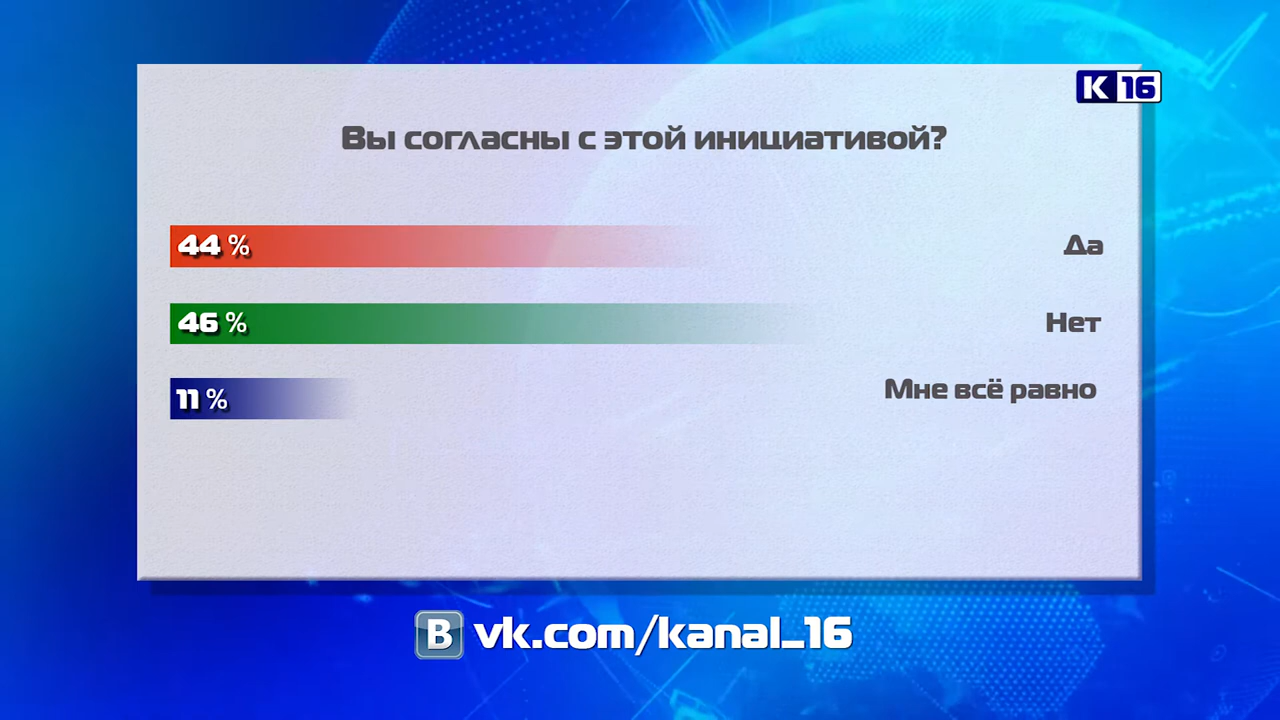 К 16
Вы согласны с этой инициативой?
44 % Да
46 % Нет
11 % Мне всё равно
В vk.com/kanal_16